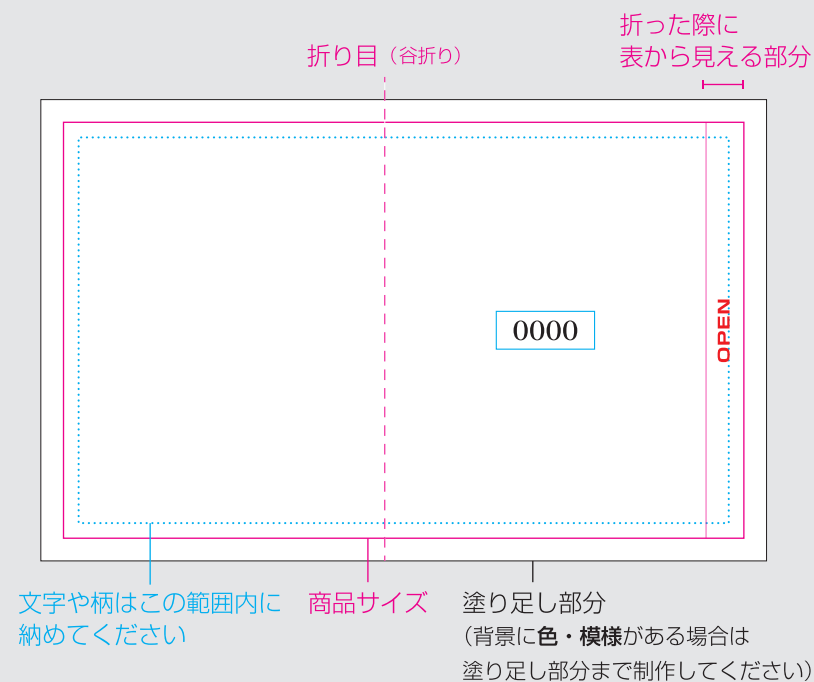 折った際に
表から見える部分
折り目（谷折り）
0000
OPEN
文字や柄はこの範囲内に
納めてください
商品サイズ
塗り足し部分
（背景に色・模様がある場合は
塗り足し部分まで制作してください）